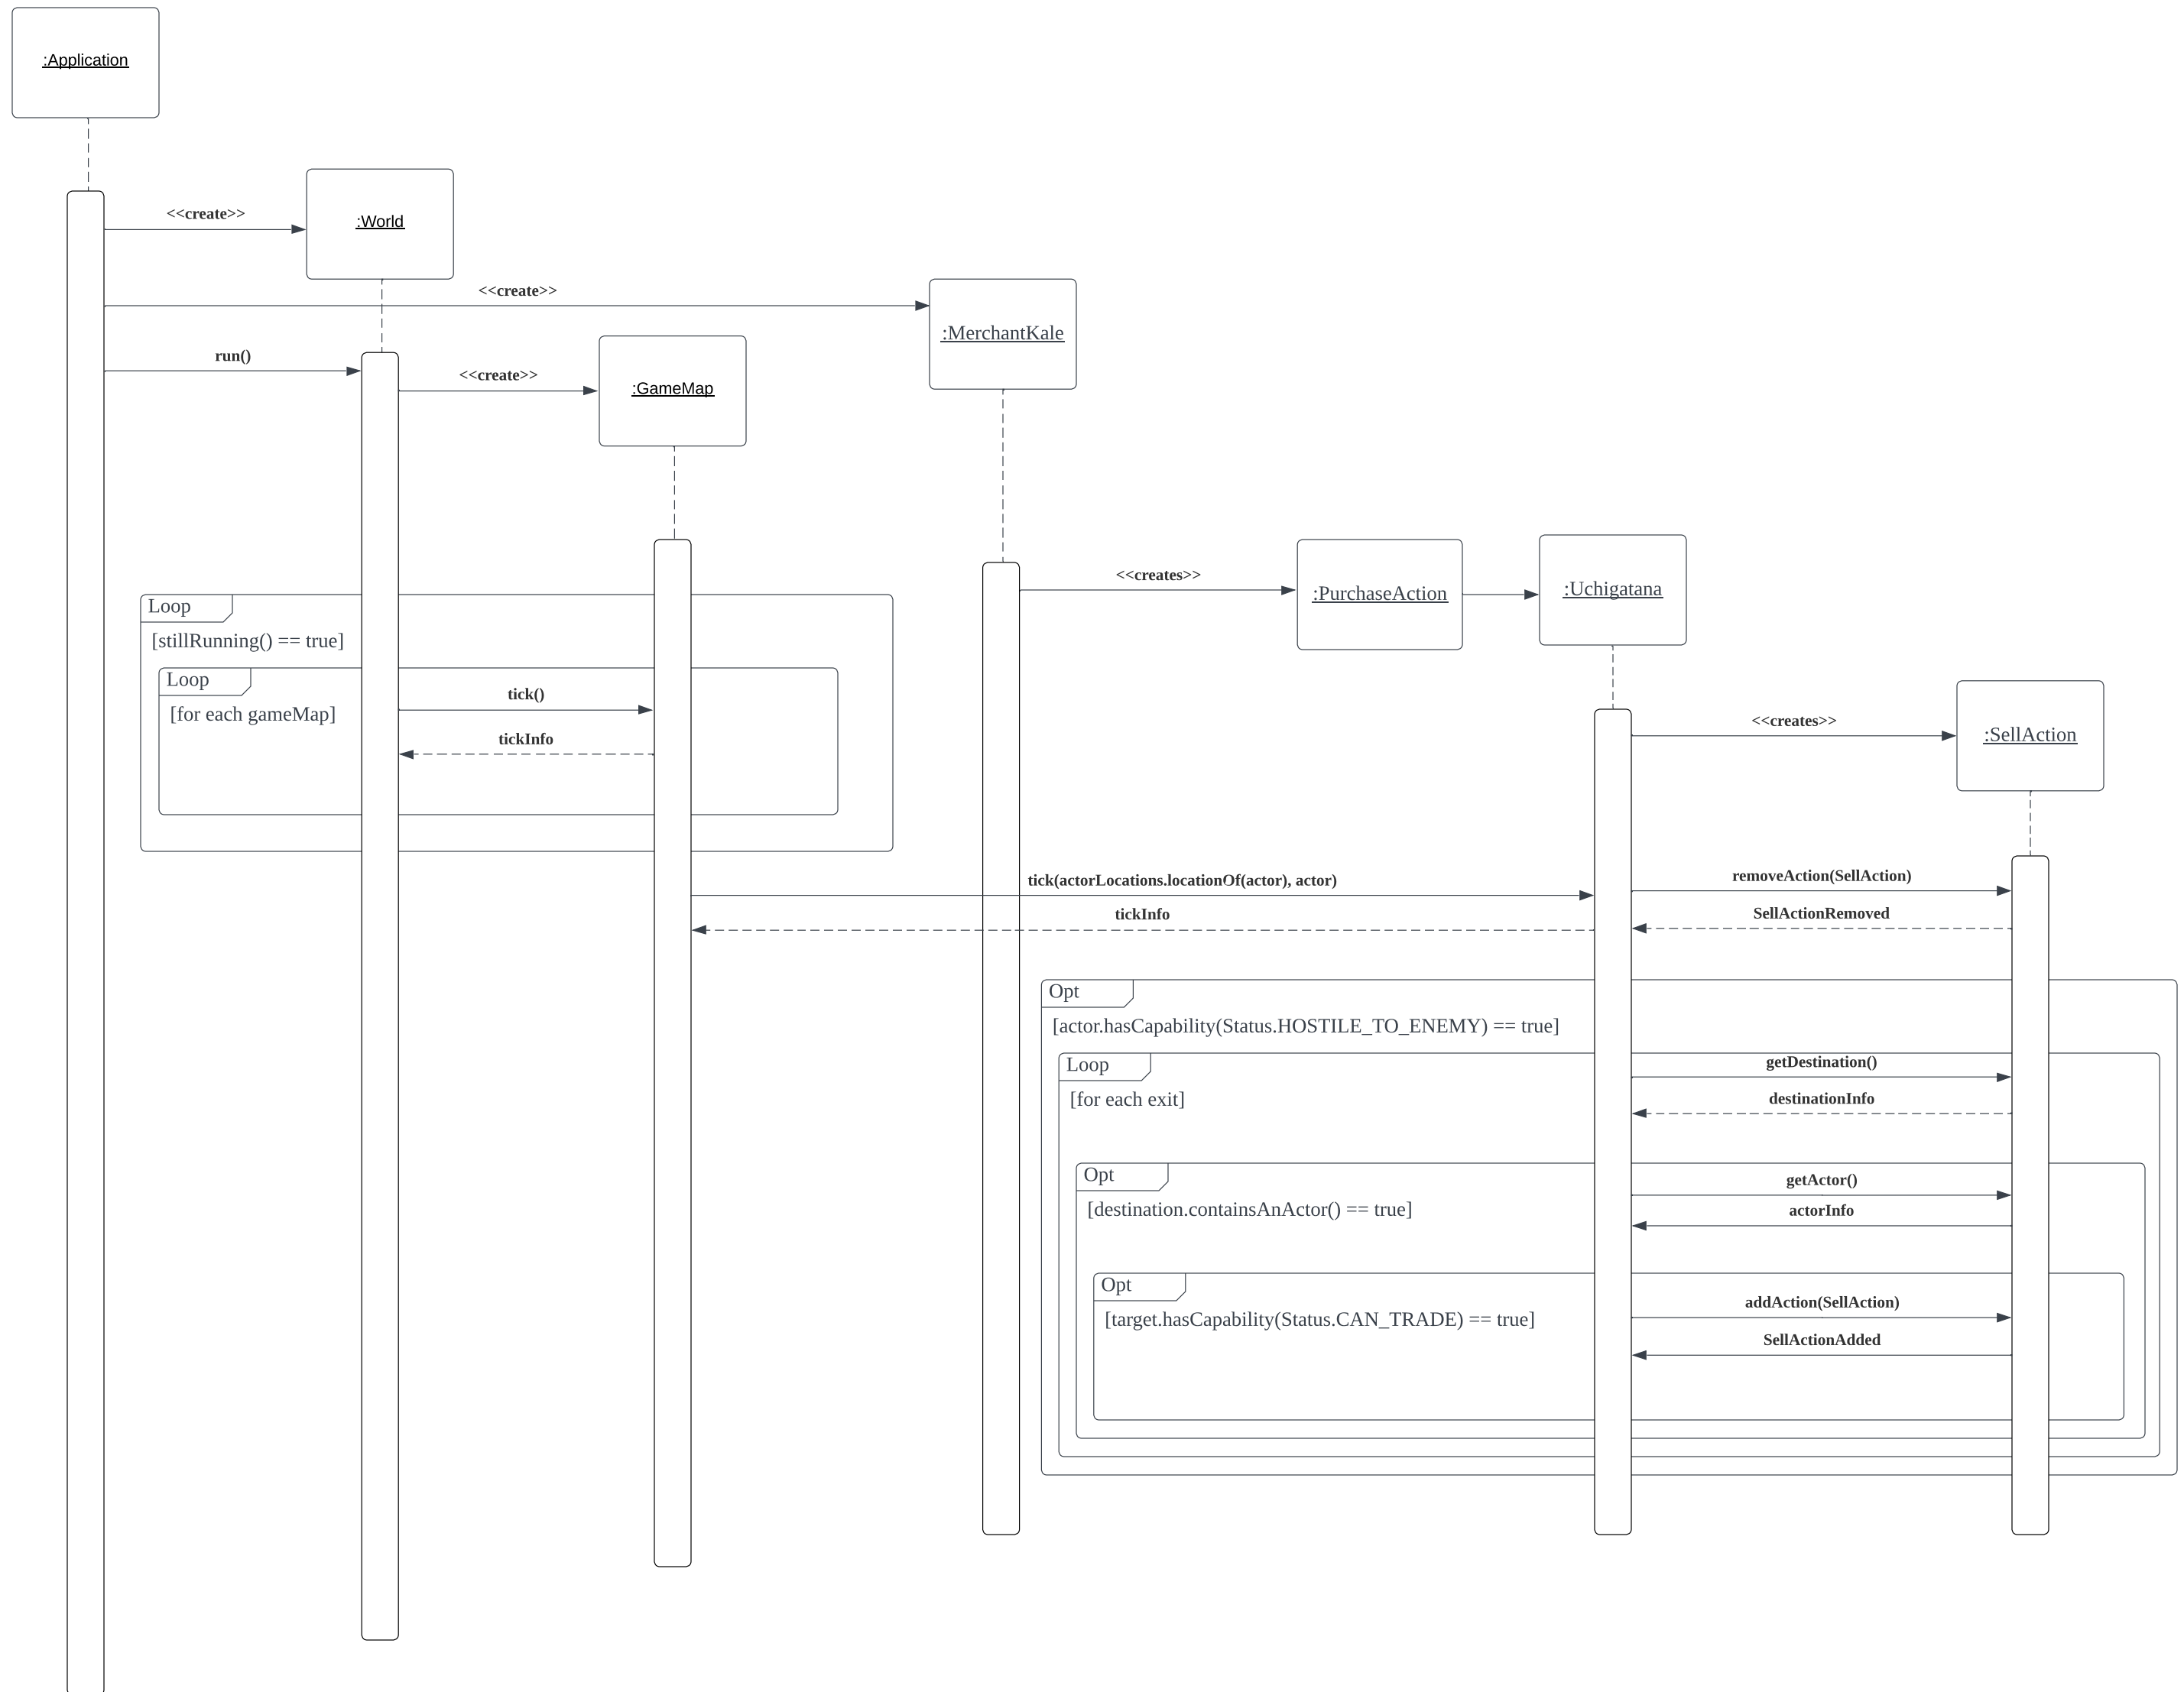 :Application
<<create>>
:World
<<create>>
:MerchantKale
run()
<<create>>
:GameMap
<<creates>>
:PurchaseAction
:Uchigatana
Loop
[stillRunning() == true]
Loop
[for each gameMap]
tick()
tickInfo
<<creates>>
:SellAction
tick(actorLocations.locationOf(actor), actor)
removeAction(SellAction)
tickInfo
SellActionRemoved
Opt
[actor.hasCapability(Status.HOSTILE_TO_ENEMY) == true]
Loop
[for each exit]
getDestination()
destinationInfo
Opt
[destination.containsAnActor() == true]
getActor()
actorInfo
Opt
[target.hasCapability(Status.CAN_TRADE) == true]
addAction(SellAction)
SellActionAdded